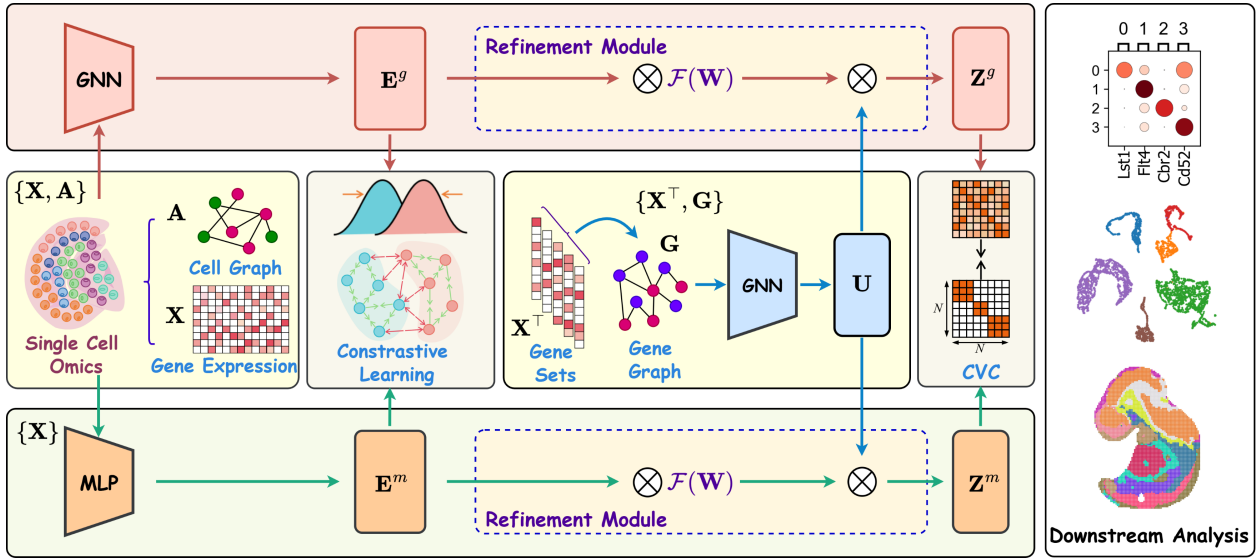 GNN
E^g
Refinement Module
F(W)
Z^g
{X, A}
Single Cell
Omics
A
Cell Graph
X
Gene Expression
Constrastive
Learning
{X^⊤, G}
X^⊤
Gene
Sets
G
Gene
Graph
GNN
U
N
N
CVC
{X}
MLP
E^m
F(W)
Refinement Module
Z^m
0 1 2 3
0
1
2
3
Lst1
Flt4
Cbr2
Cd52
Downstream Analysis